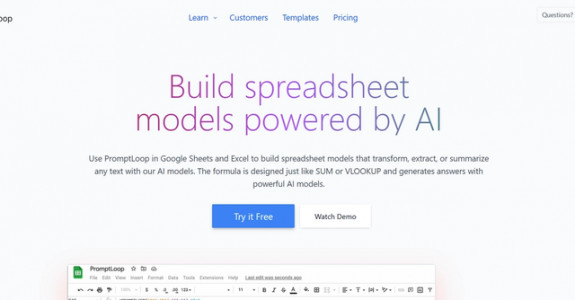 Learn Customers Templates Pricing
Questions?
Build spreadsheet
models powered by AI
Use PromptLoop in Google Sheets and Excel to build spreadsheet models that transform, extract, or summarize
any text with our AI models. The formula is designed just like SUM or VLOOKUP and generates answers with
powerful AI models.
Try it Free Watch Demo
PromptLoop
File Edit View Insert Format Data Tools Extensions Help Last edit was seconds ago
100%